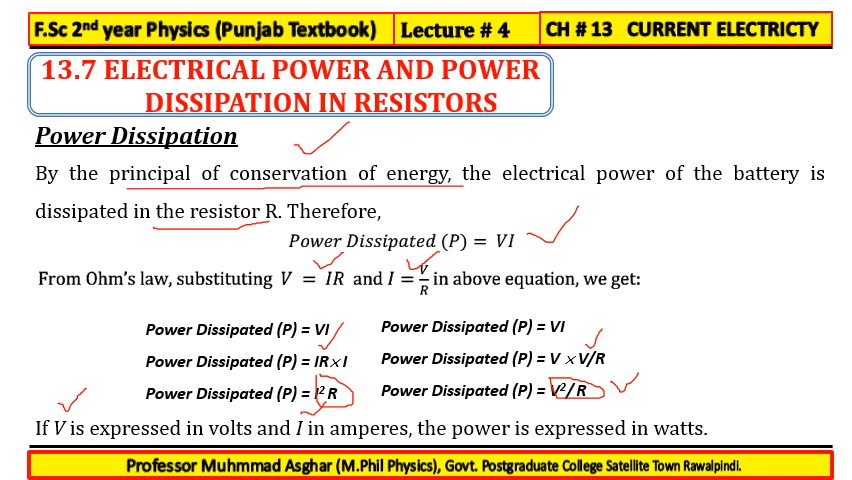 F.Sc 2nd year Physics (Punjab Textbook) Lecture # 4 CH # 13 CURRENT ELECTRICTY
13.7 ELECTRICAL POWER AND POWER
DISSIPATION IN RESISTORS
Power Dissipation
By the principal of conservation of energy, the electrical power of the battery is
dissipated in the resistor R. Therefore,
Power Dissipated (P) = VI
From Ohm's law, substituting V = IR and I = V/R in above equation, we get:
Power Dissipated (P) = VI
Power Dissipated (P) = IR×I
Power Dissipated (P) = I² R
Power Dissipated (P) = VI
Power Dissipated (P) = V ×V/R
Power Dissipated (P) = V²/ R
If V is expressed in volts and I in amperes, the power is expressed in watts.
Professor Muhmmad Asghar (M.Phil Physics), Govt. Postgraduate College Satellite Town Rawalpindi.